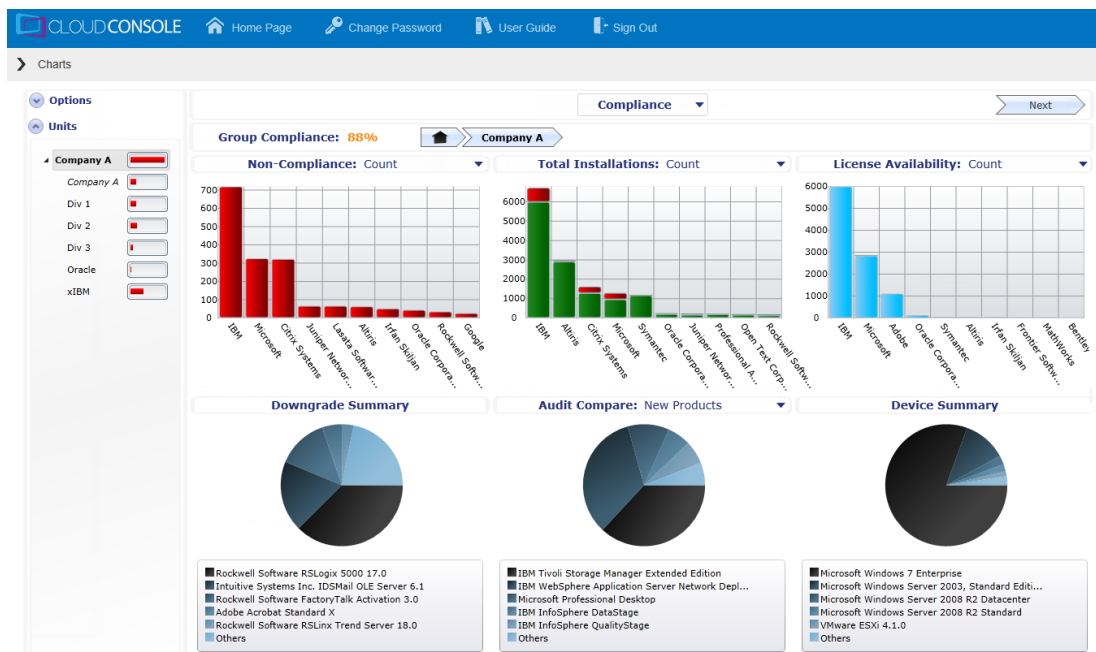 CLOUDCONSOLE Home Page Change Password User Guide Sign Out
Charts
Options
Units
Company A
Company A
Div 1
Div 2
Div 3
Oracle
xIBM
Compliance
Next
Group Compliance: 88% Company A
Non-Compliance: Count
700
600
500
400
300
200
100
0
IBM
Microsoft
Citrix Systems
Juniper Networ...
Lasata Softwar...
Altiris
Irfan Skiljan
Oracle Corpora...
Rockwell Softw...
Google
Total Installations: Count
6000
5000
4000
3000
2000
1000
0
IBM
Altiris
Citrix Systems
Microsoft
Symantec
Oracle Corpora...
Juniper Networ...
Professional A...
Open Text Corp...
Rockwell Softw...
License Availability: Count
6000
5000
4000
3000
2000
1000
0
IBM
Microsoft
Adobe
Oracle Corpora...
Symantec
Altiris
Irfan Skiljan
Frontier Softw...
MathWorks
Bentley
Downgrade Summary
Rockwell Software RSLogix 5000 17.0
Intuitive Systems Inc. IDSMail OLE Server 6.1
Rockwell Software FactoryTalk Activation 3.0
Adobe Acrobat Standard X
Rockwell Software RSLinx Trend Server 18.0
Others
Audit Compare: New Products
IBM Tivoli Storage Manager Extended Edition
IBM WebSphere Application Server Network Depl...
Microsoft Professional Desktop
IBM InfoSphere DataStage
IBM InfoSphere QualityStage
Others
Device Summary
Microsoft Windows 7 Enterprise
Microsoft Windows Server 2003, Standard Editi...
Microsoft Windows Server 2008 R2 Datacenter
Microsoft Windows Server 2008 R2 Standard
VMware ESXi 4.1.0
Others